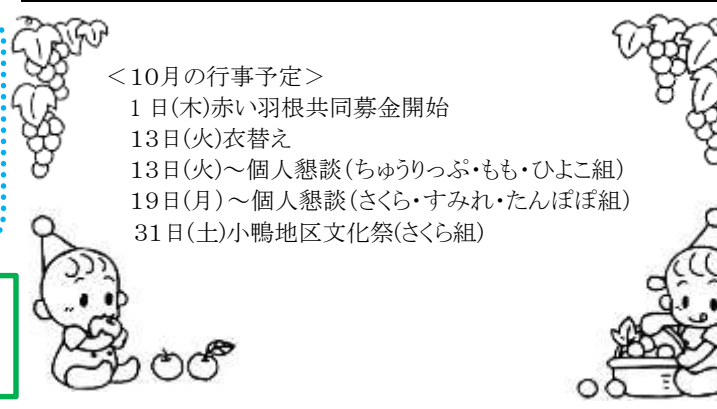 ＜10月の行事予定＞
1日(木)赤い羽根共同募金開始
13日(火)衣替え
13日(火)～個人懇談(ちゅうりっぷ・もも・ひよこ組)
19日(月)～個人懇談(さくら・すみれ・たんぽぽ組)
31日(土)小鴨地区文化祭(さくら組)